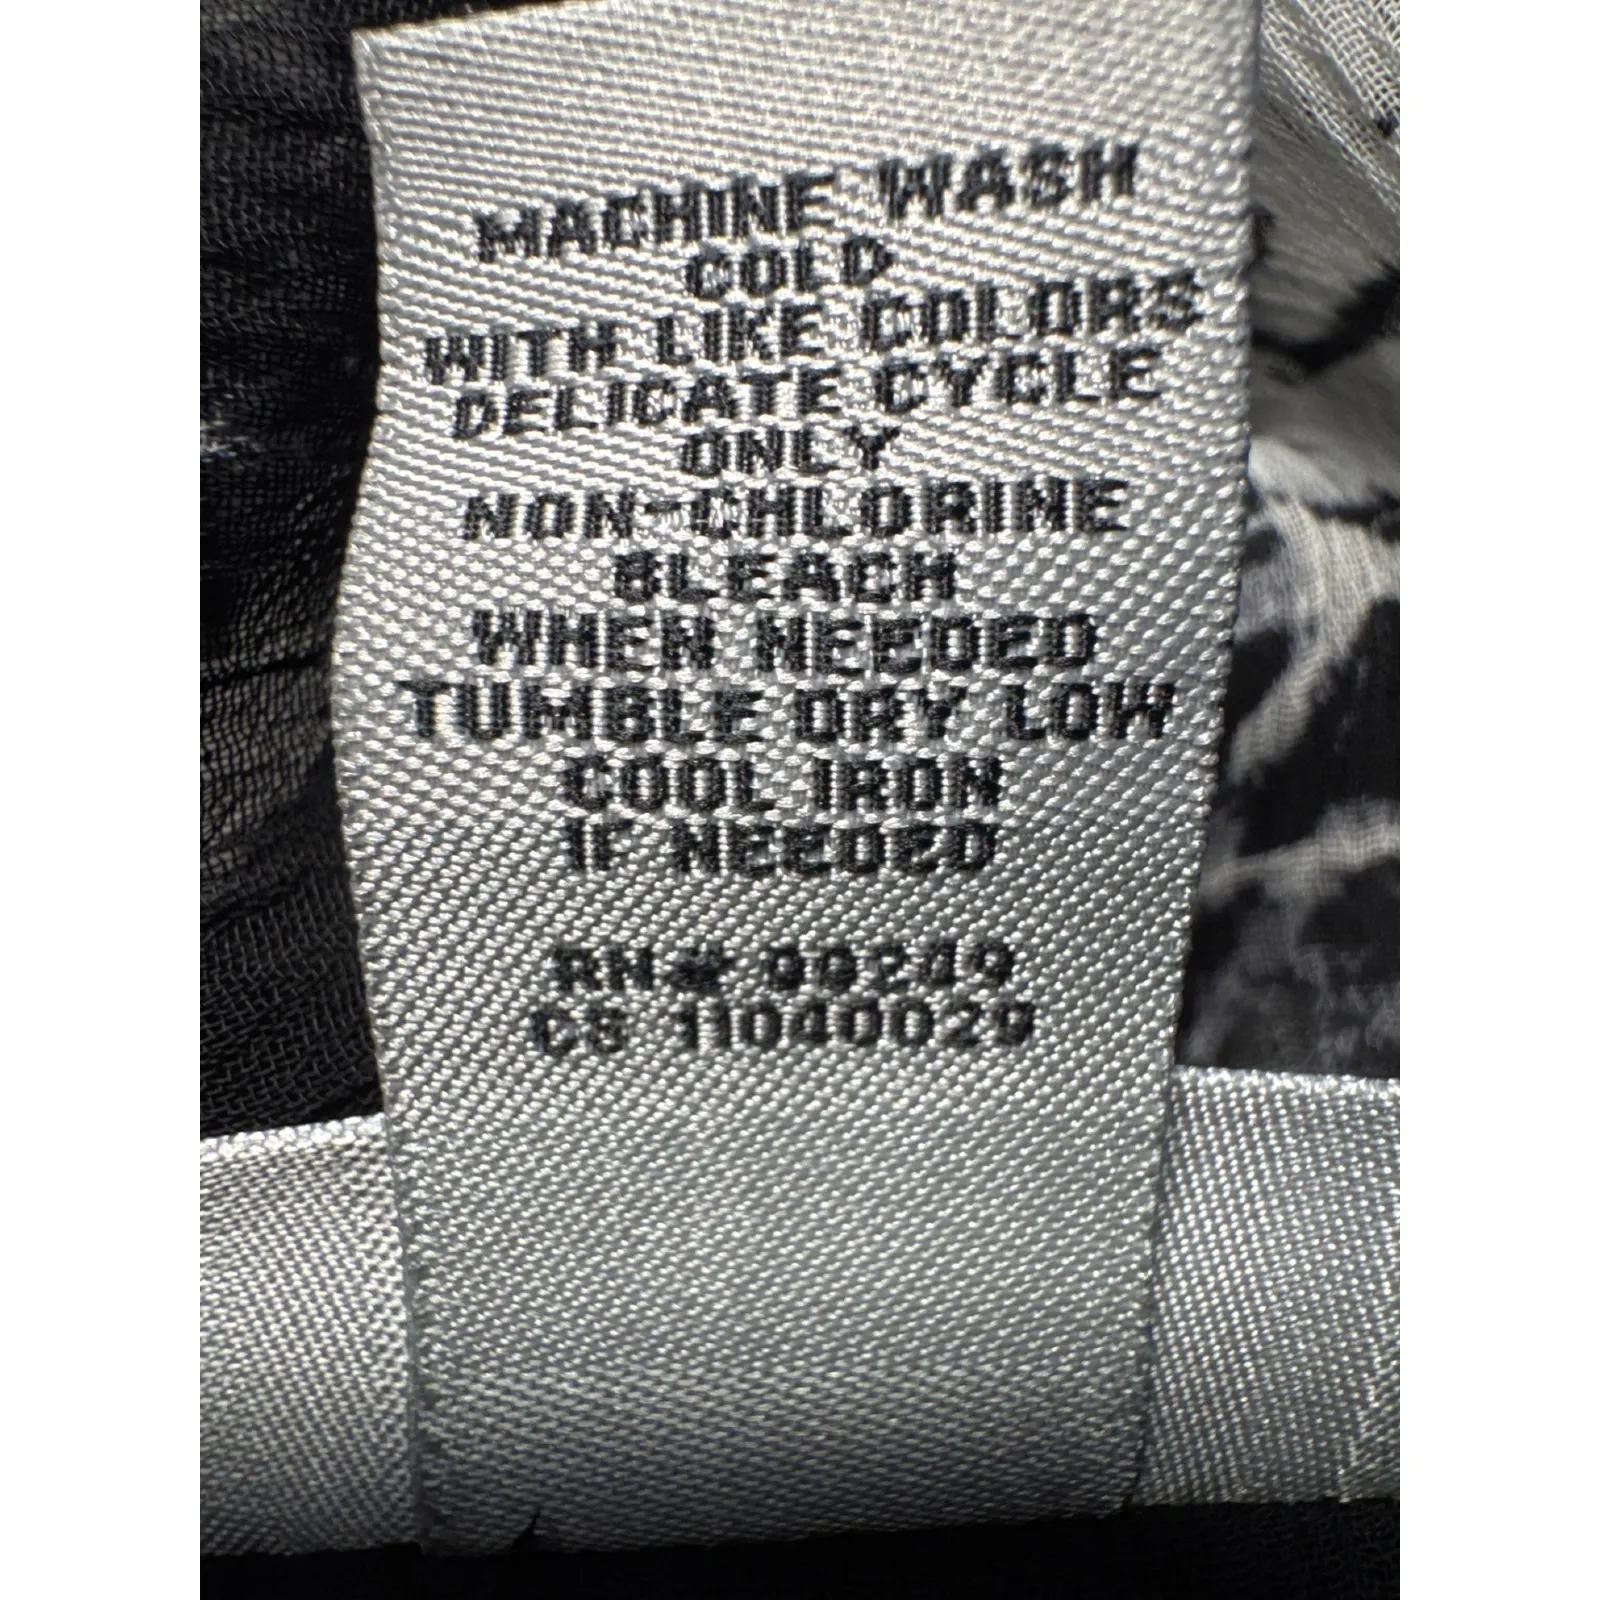 MACHINE WASH
COLD
WITH LIKE COLORS
DELICATE CYCLE
ONLY
NON-CHLORINE
BLEACH
WHEN NEEDED
TUMBLE DRY LOW
COOL IRON
IF NEEDED
RN#
CS 11040029